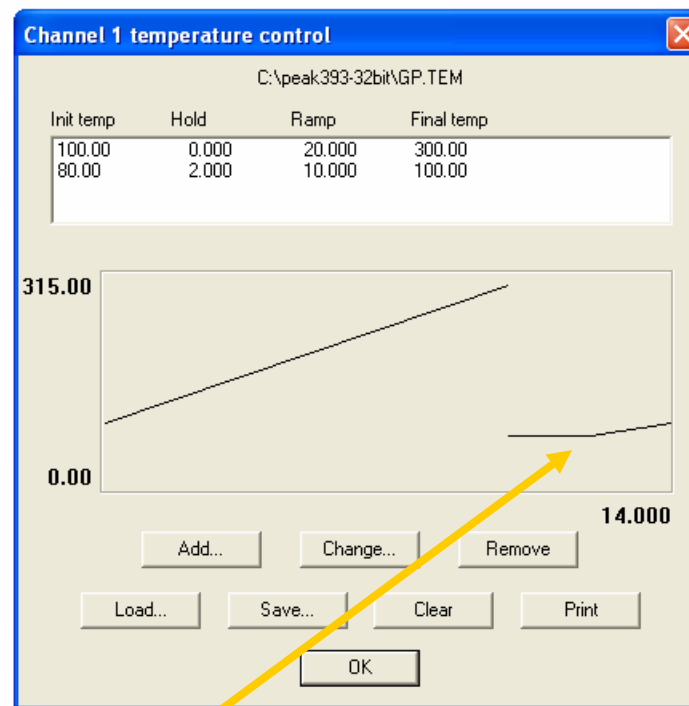 Channel 1 temperature control
C:\peak393-32bit\GP.TEM
Init temp Hold Ramp Final temp
100.00 0.000 20.000 300.00
80.00 2.000 10.000 100.00
315.00
0.00
14.000
Add... Change... Remove
Load... Save... Clear Print
OK